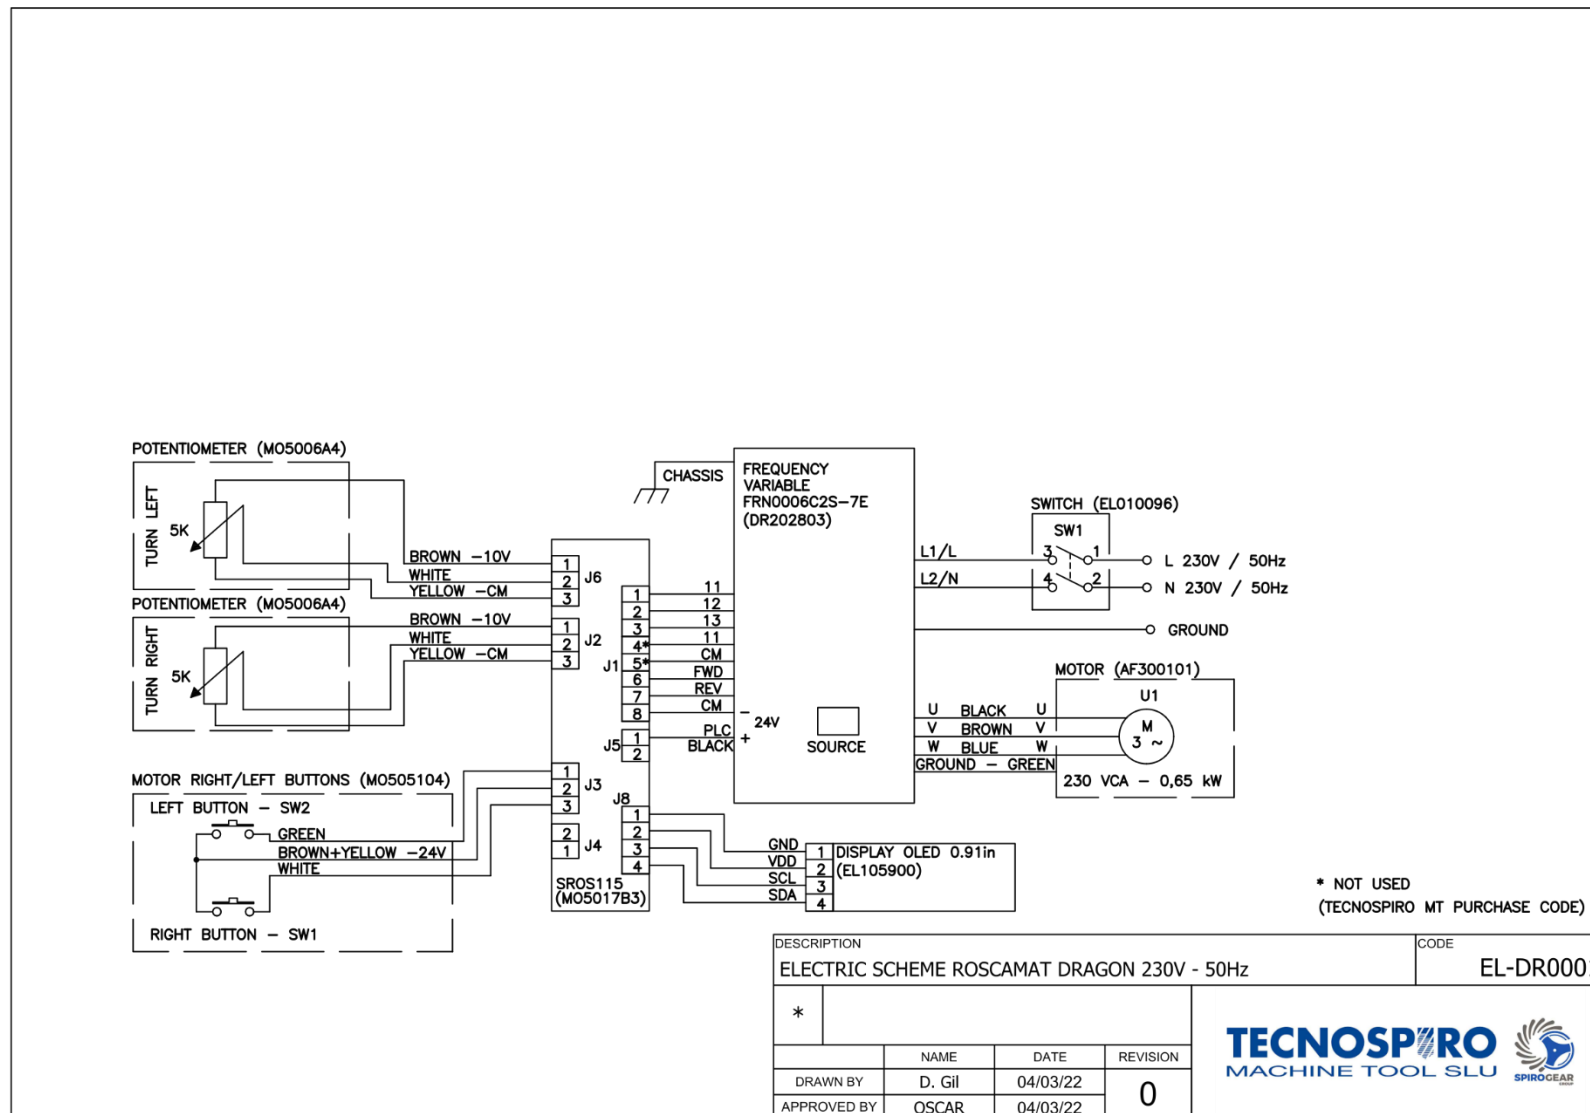 POTENTIOMETER (MO5006A4)
TURN LEFT
5K
BROWN -10V
WHITE
YELLOW -CM
POTENTIOMETER (MO5006A4)
TURN RIGHT
5K
BROWN -10V
WHITE
YELLOW -CM
MOTOR RIGHT/LEFT BUTTONS (MO505104)
LEFT BUTTON - SW2
GREEN
BROWN+YELLOW -24V
WHITE
RIGHT BUTTON - SW1
1
2
3
J6
1
2
3
J2
J1
1
2
3
4*
5*
6
7
8
J5
1
2
1
2
3
J3
2
1
J4
J8
1
2
3
4
SROS115
(MO5017B3)
11
12
13
11
CM
FWD
REV
CM
PLC
BLACK
-
24V
+
CHASSIS
FREQUENCY
VARIABLE
FRN0006C2S-7E
(DR202803)
SOURCE
GND
VDD
SCL
SDA
1
2
3
4
DISPLAY OLED 0.91in
(EL105900)
SWITCH (EL010096)
SW1
L1/L 3 1 L 230V / 50Hz
L2/N 4 2 N 230V / 50Hz
GROUND
MOTOR (AF300101)
U1
U BLACK U
V BROWN V
W BLUE W
GROUND - GREEN
M
3 ~
230 VCA - 0,65 kW
* NOT USED
(TECNOSPIRO MT PURCHASE CODE)
DESCRIPTION
ELECTRIC SCHEME ROSCAMAT DRAGON 230V - 50Hz
CODE
*
NAME DATE REVISION
DRAWN BY D. Gil 04/03/22
APPROVED BY OSCAR 04/03/22
0
TECNOSPIRO
MACHINE TOOL SLU
SPIROGEAR